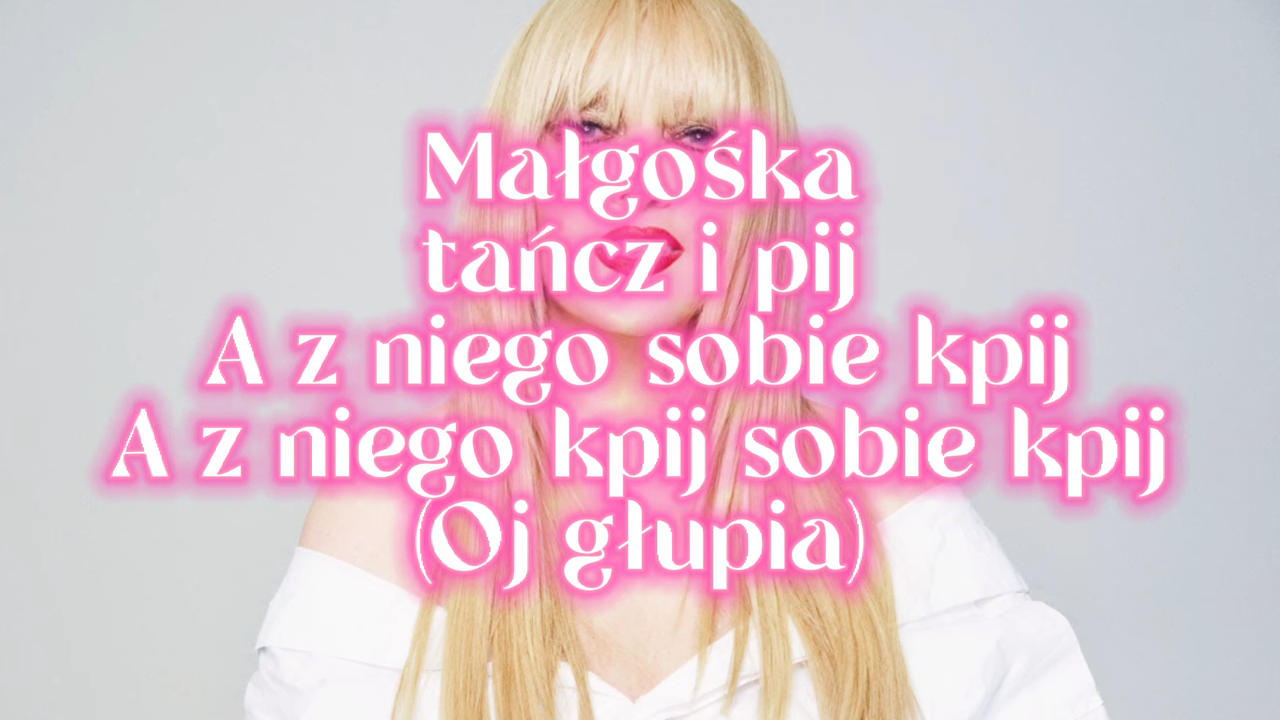 Małgośka
tańcz i pij
A z niego sobie kpij
A z niego kpij sobie kpij
(Oj głupia)